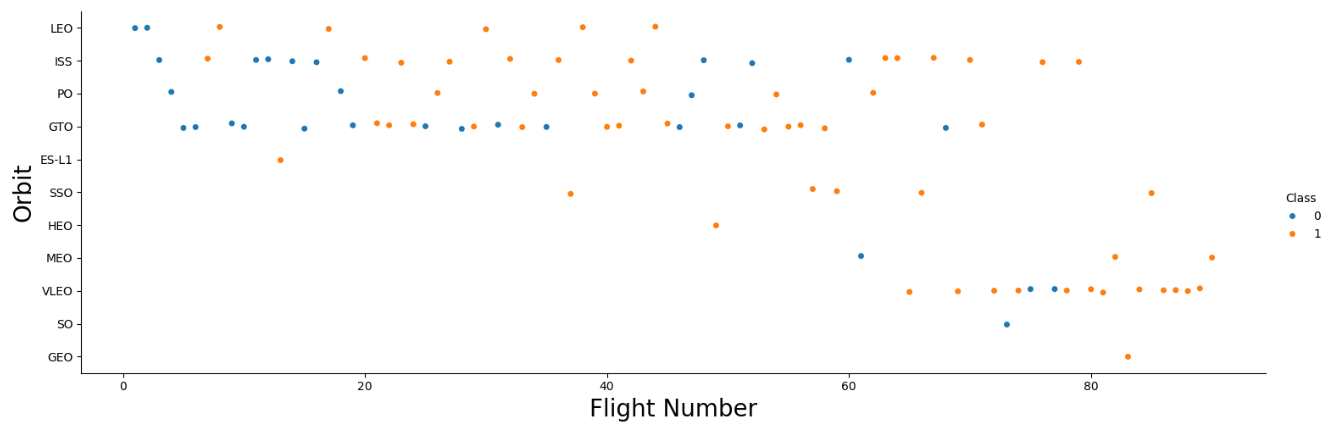 LEO
ISS
PO
GTO
ES-L1
SSO
HEO
MEO
VLEO
SO
GEO
Orbit
0 20 40 60 80
Flight Number
Class
0
1